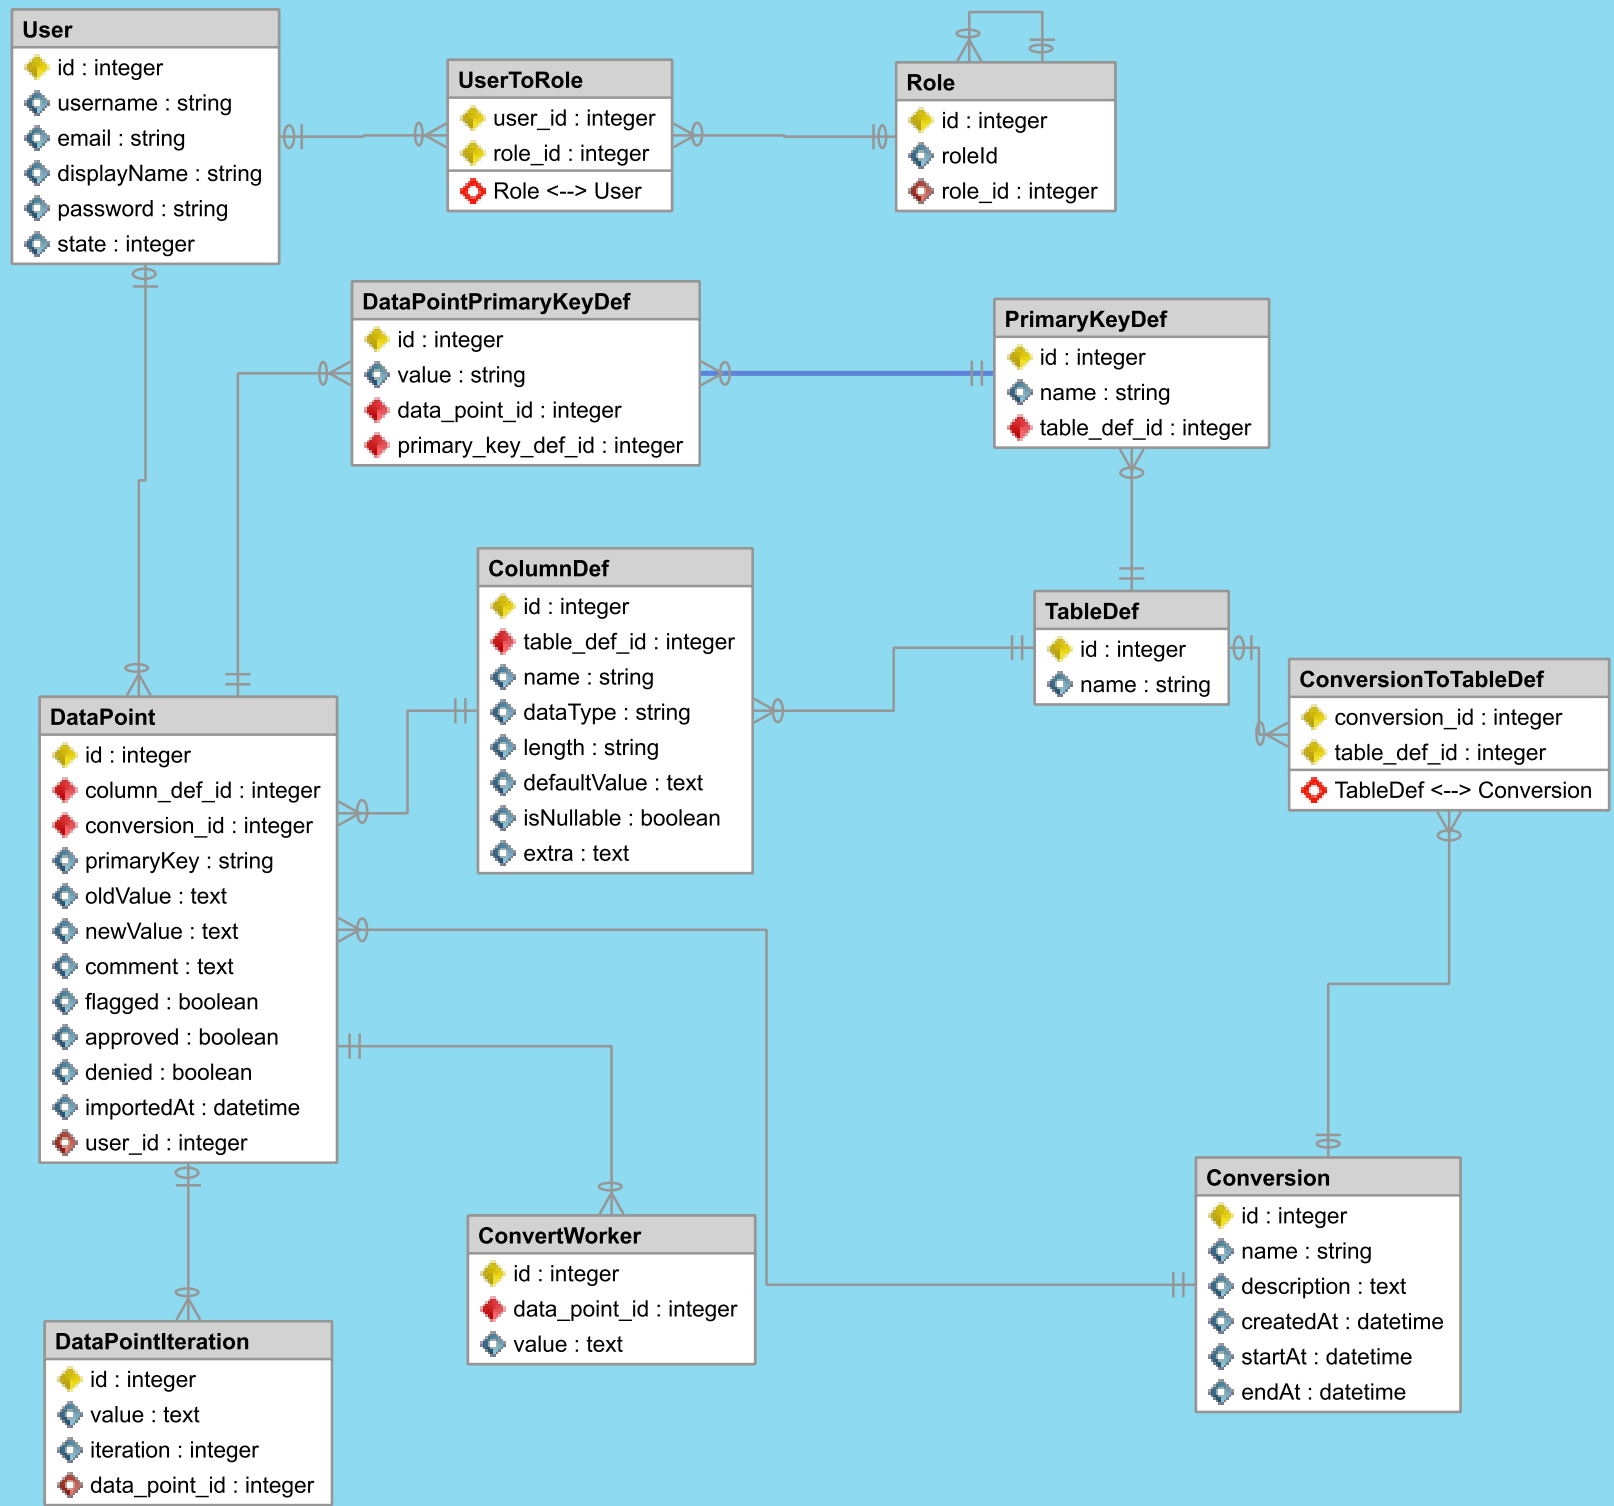 User
id : integer
username : string
email : string
displayName : string
password : string
state : integer
UserToRole
user_id : integer
role_id : integer
Role <--> User
Role
id : integer
roleId
role_id : integer
DataPointPrimaryKeyDef
id : integer
value : string
data_point_id : integer
primary_key_def_id : integer
PrimaryKeyDef
id : integer
name : string
table_def_id : integer
ColumnDef
id : integer
table_def_id : integer
name : string
dataType : string
length : string
defaultValue : text
isNullable : boolean
extra : text
TableDef
id : integer
name : string
ConversionToTableDef
conversion_id : integer
table_def_id : integer
TableDef <--> Conversion
DataPoint
id : integer
column_def_id : integer
conversion_id : integer
primaryKey : string
oldValue : text
newValue : text
comment : text
flagged : boolean
approved : boolean
denied : boolean
importedAt : datetime
user_id : integer
ConvertWorker
id : integer
data_point_id : integer
value : text
Conversion
id : integer
name : string
description : text
createdAt : datetime
startAt : datetime
endAt : datetime
DataPointIteration
id : integer
value : text
iteration : integer
data_point_id : integer